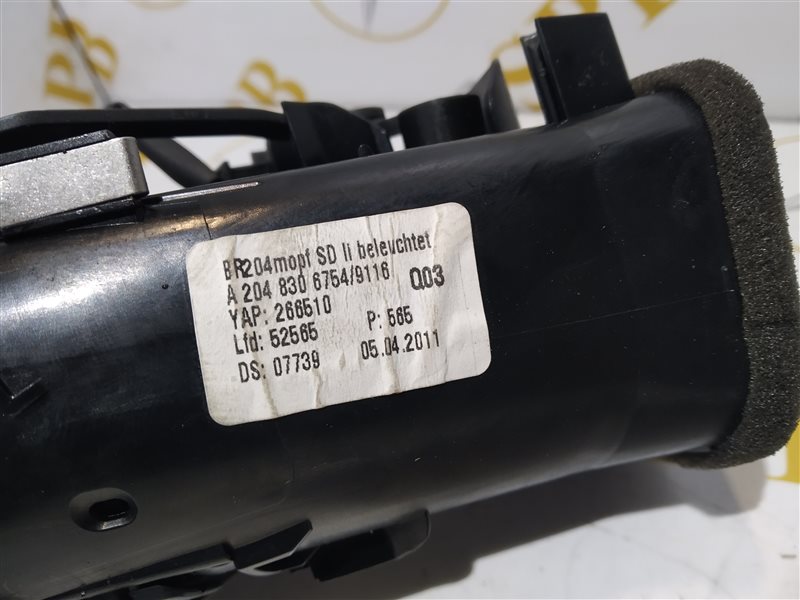 BR204mopf SD li beleuchtet
A 204 830 6754/9116 Q03
YAP: 266510
Lfd: 52565 P: 565
DS: 07739 05.04.2011